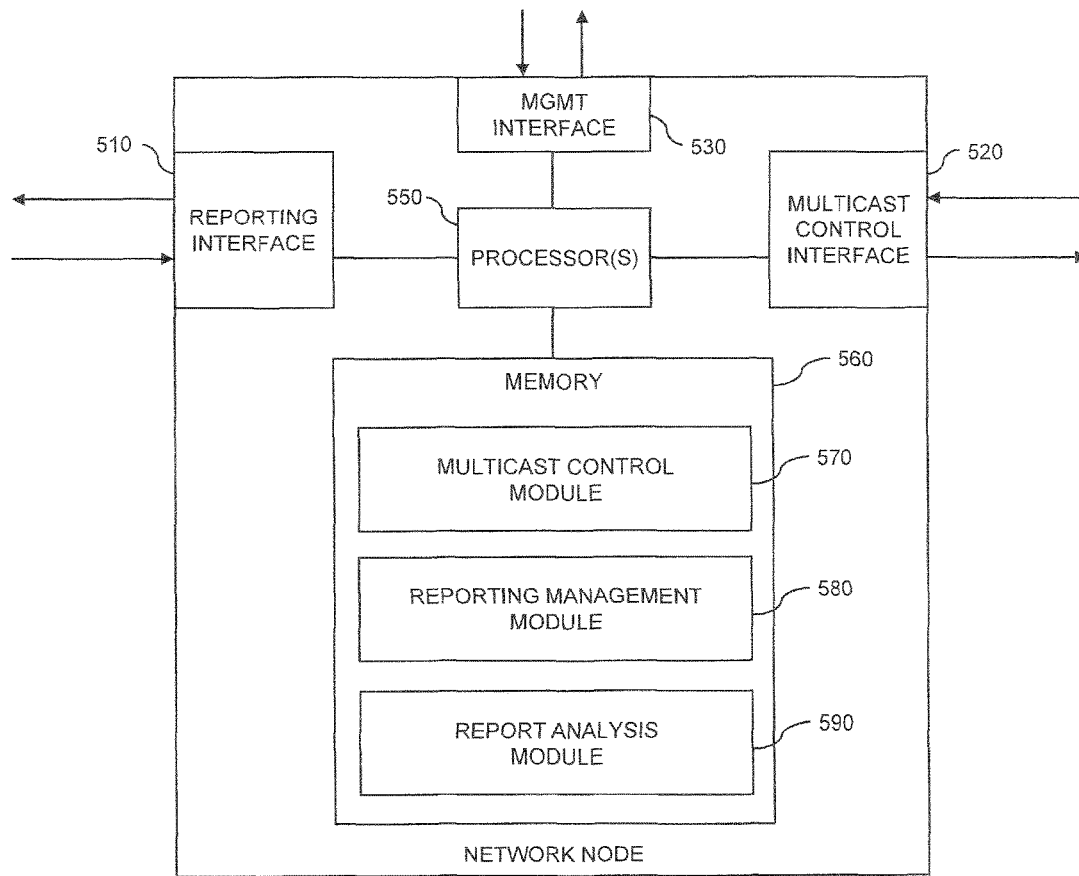 MGMT
INTERFACE
530
510
520
REPORTING
INTERFACE
550
PROCESSOR(S)
MULTICAST
CONTROL
INTERFACE
560
MEMORY
MULTICAST CONTROL
MODULE
570
REPORTING MANAGEMENT
MODULE
580
REPORT ANALYSIS
MODULE
590
NETWORK NODE